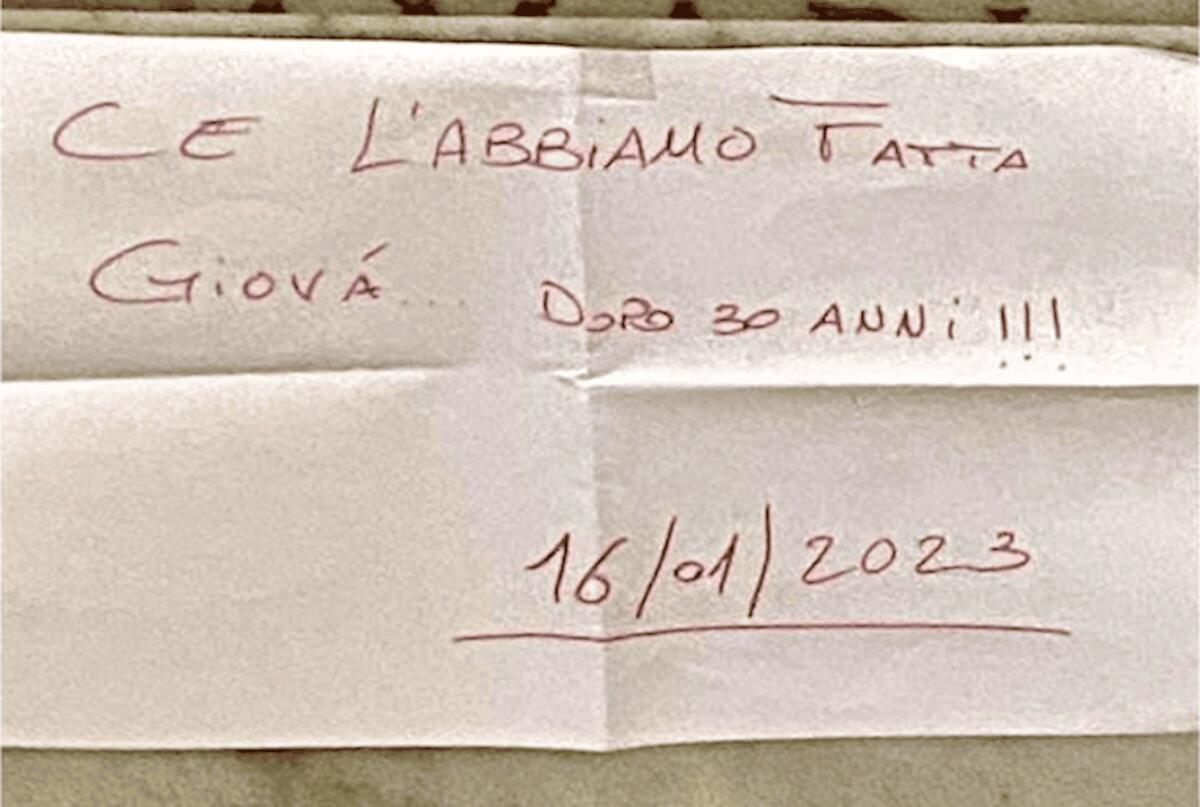 CE L'ABBIAMO FATTA
GIOVÁ... DOPO 30 ANNI!!!
16/01/2023